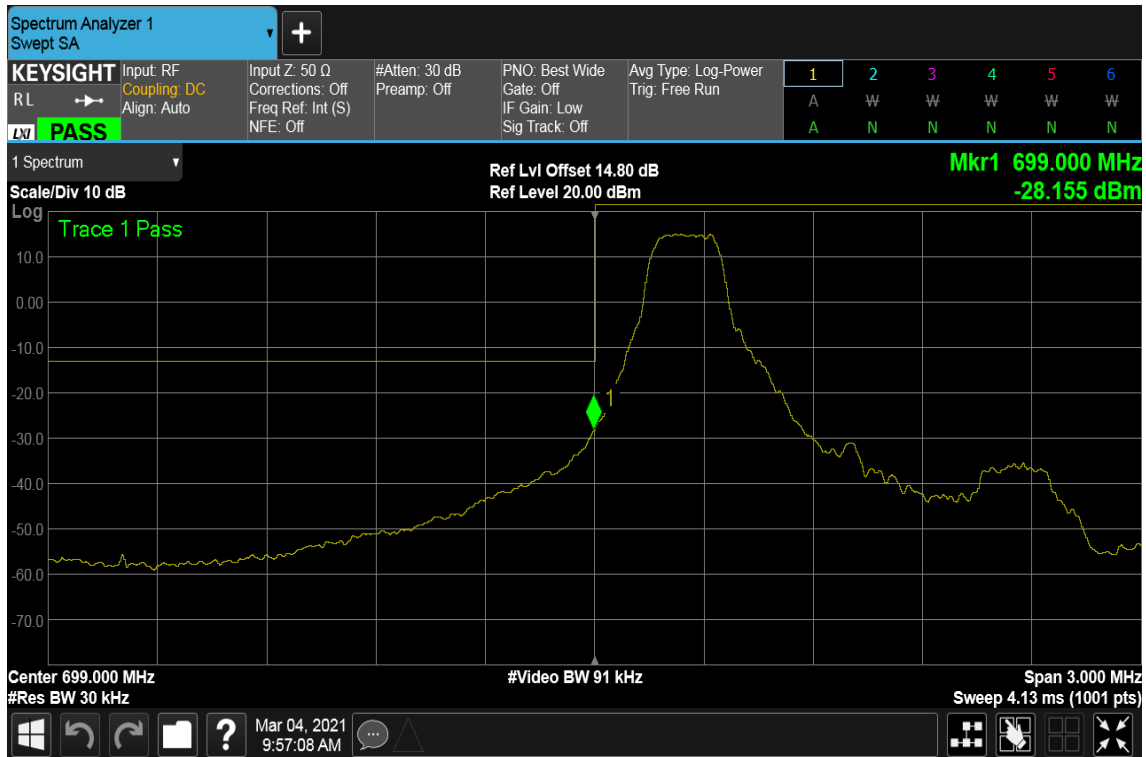 Spectrum Analyzer 1
Swept SA
+
KEYSIGHT
R L
LXI PASS
Input: RF
Coupling: DC
Align: Auto
Input Z: 50 Ω
Corrections: Off
Freq Ref: Int (S)
NFE: Off
#Atten: 30 dB
Preamp: Off
PNO: Best Wide
Gate: Off
IF Gain: Low
Sig Track: Off
Avg Type: Log-Power
Trig: Free Run
1 2 3 4 5 6
A W W W W W
A N N N N N
1 Spectrum
Scale/Div 10 dB
Ref Lvl Offset 14.80 dB
Ref Level 20.00 dBm
Mkr1 699.000 MHz
-28.155 dBm
Log
Trace 1 Pass
10.0
0.00
-10.0
-20.0
1
-30.0
-40.0
-50.0
-60.0
-70.0
Center 699.000 MHz
#Res BW 30 kHz
#Video BW 91 kHz
Span 3.000 MHz
Sweep 4.13 ms (1001 pts)
?
Mar 04, 2021
9:57:08 AM